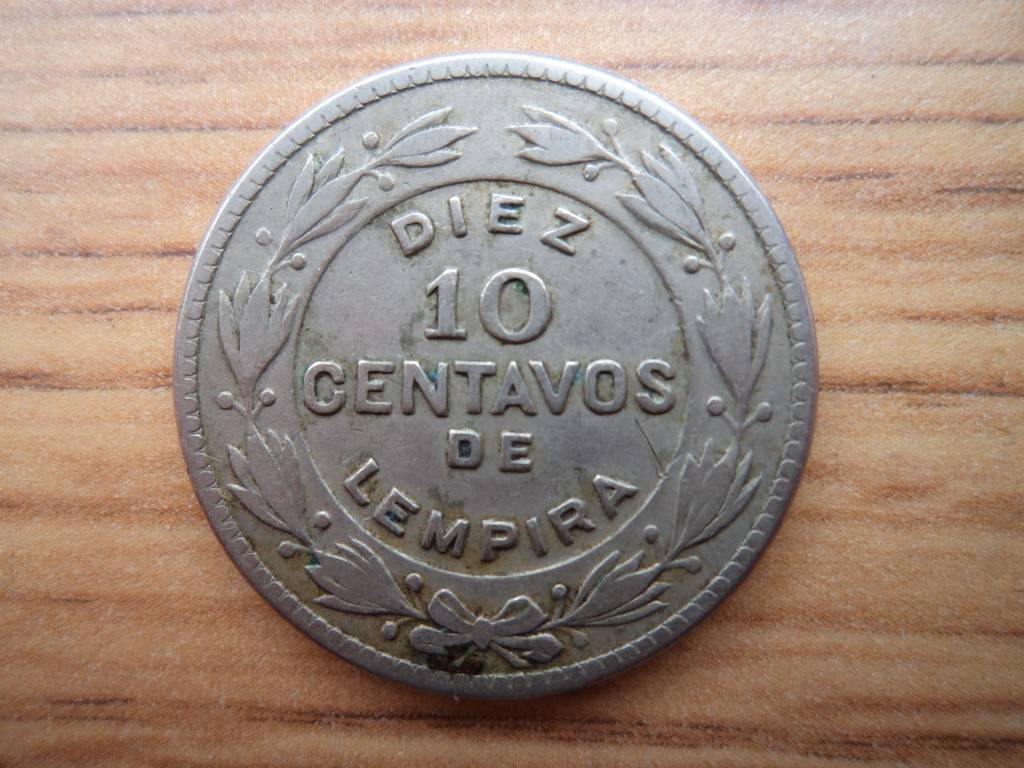 DIEZ
10
CENTAVOS
DE
LEMPIRA